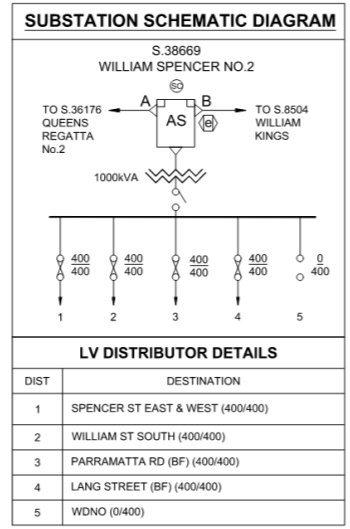 SUBSTATION SCHEMATIC DIAGRAM
S.38669
WILLIAM SPENCER NO.2
SC
A B
TO S.36176
QUEENS
REGATTA
No.2
AS
e
TO S.8504
WILLIAM
KINGS
1000kVA
400 400 400 400 0
400 400 400 400 400
1 2 3 4 5
LV DISTRIBUTOR DETAILS
DIST DESTINATION
1 SPENCER ST EAST & WEST (400/400)
2 WILLIAM ST SOUTH (400/400)
3 PARRAMATTA RD (BF) (400/400)
4 LANG STREET (BF) (400/400)
5 WDNO (0/400)